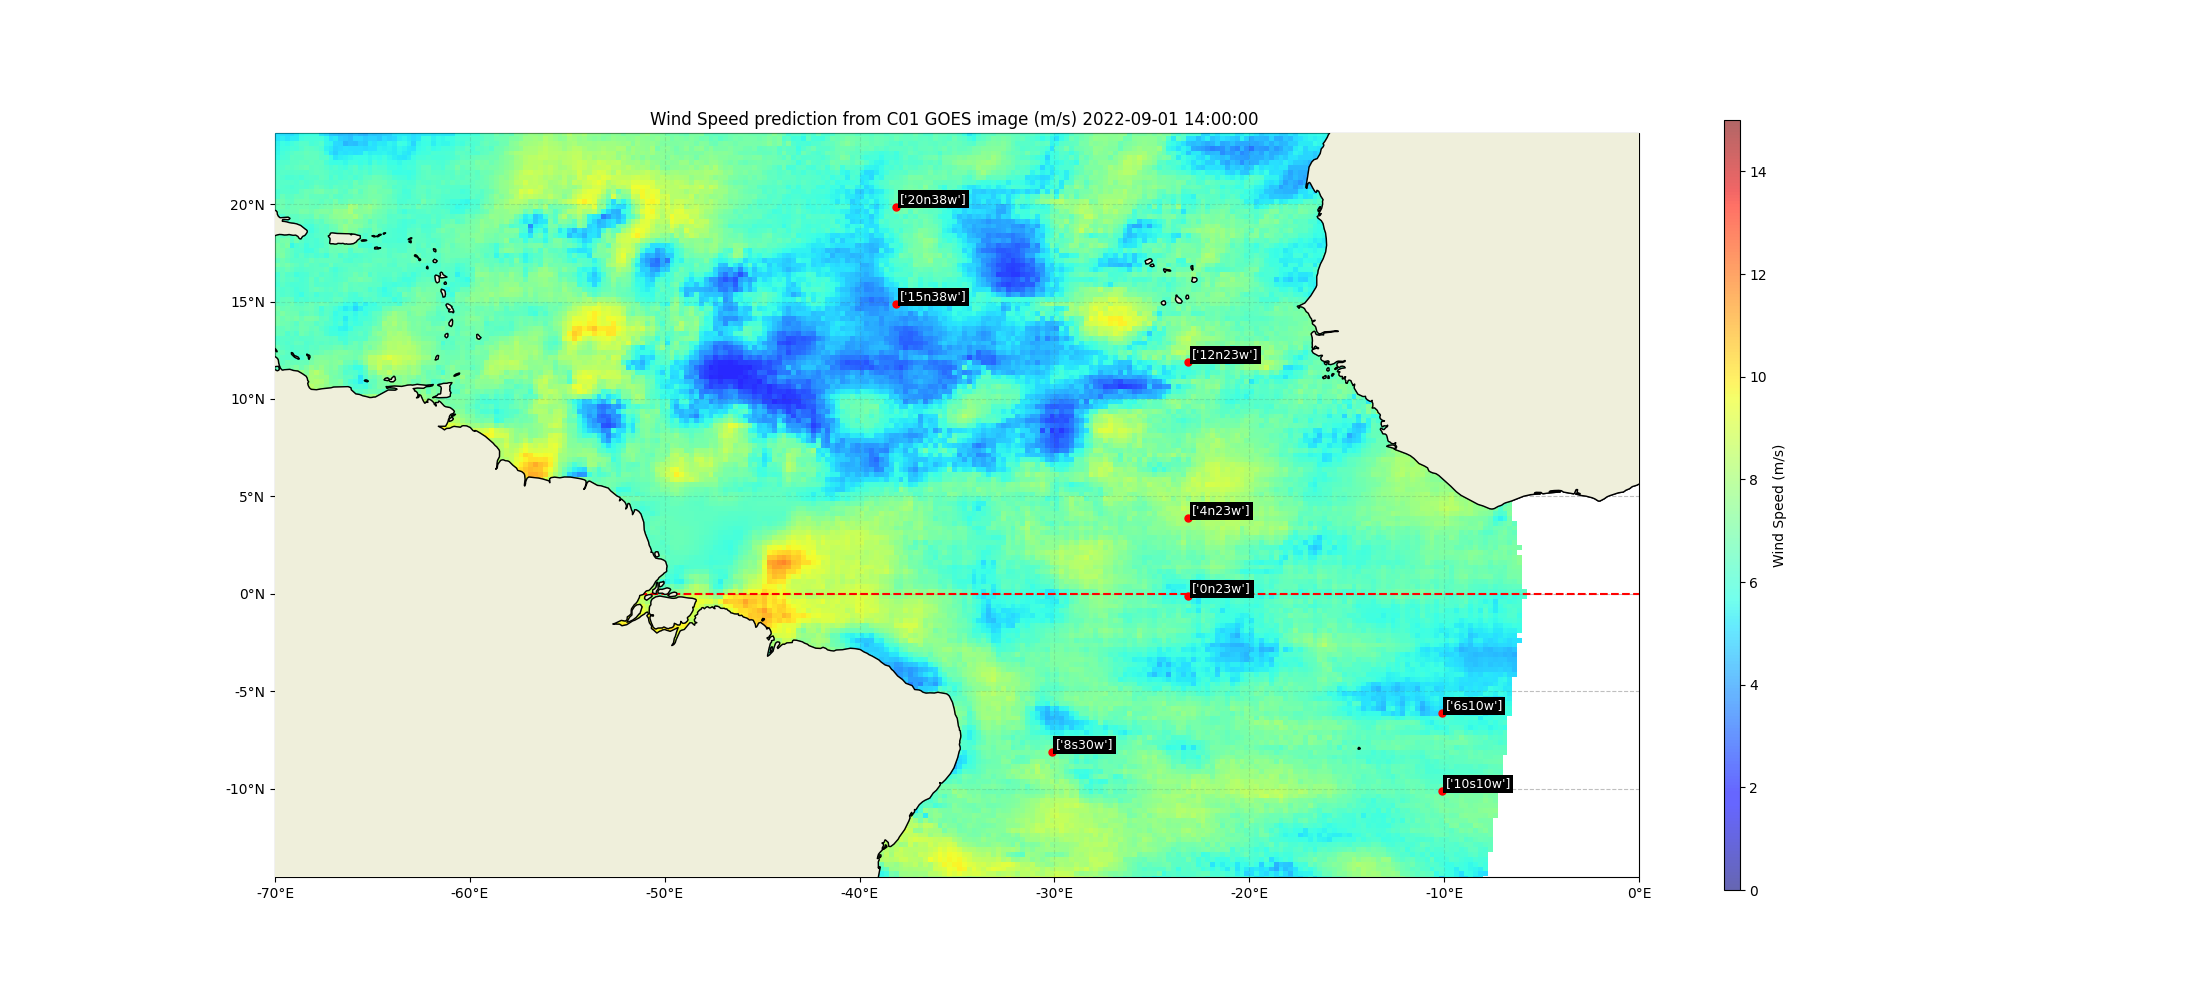 Wind Speed prediction from C01 GOES image (m/s) 2022-09-01 14:00:00
20°N
15°N
10°N
5°N
0°N
-5°N
-10°N
-70°E
-60°E
-50°E
-40°E
-30°E
-20°E
-10°E
0°E
['20n38w']
['15n38w']
['12n23w']
['4n23w']
['0n23w']
['6s10w']
['8s30w']
['10s10w']
14
12
10
8
6
4
2
0
Wind Speed (m/s)